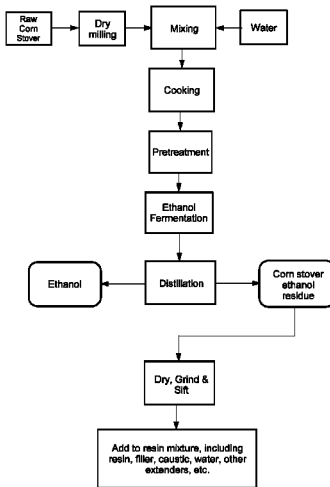 Raw
Corn
Stover
Dry
milling
Mixing
Water
Cooking
Pretreatment
Ethanol
Fermentation
Ethanol
Distillation
Corn stover
ethanol
residue
Dry, Grind &
Sift
Add to resin mixture, including
resin, filler, caustic, water, other
extenders, etc.